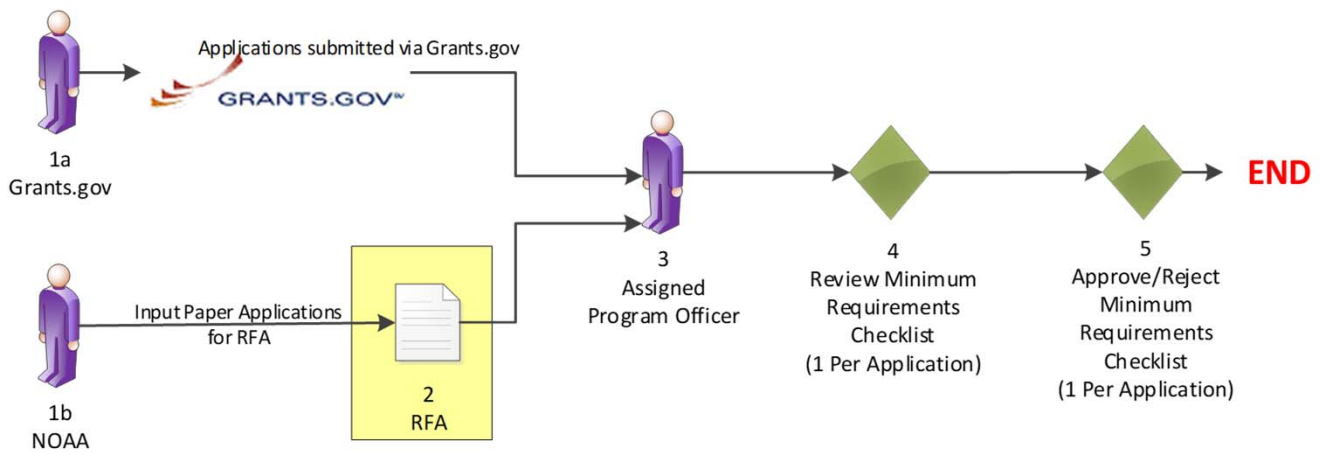 Applications submitted via Grants.gov
GRANTS.GOV℠
1a
Grants.gov
Input Paper Applications
for RFA
1b
NOAA
2
RFA
3
Assigned
Program Officer
4
Review Minimum
Requirements
Checklist
(1 Per Application)
5
Approve/Reject
Minimum
Requirements
Checklist
(1 Per Application)
END